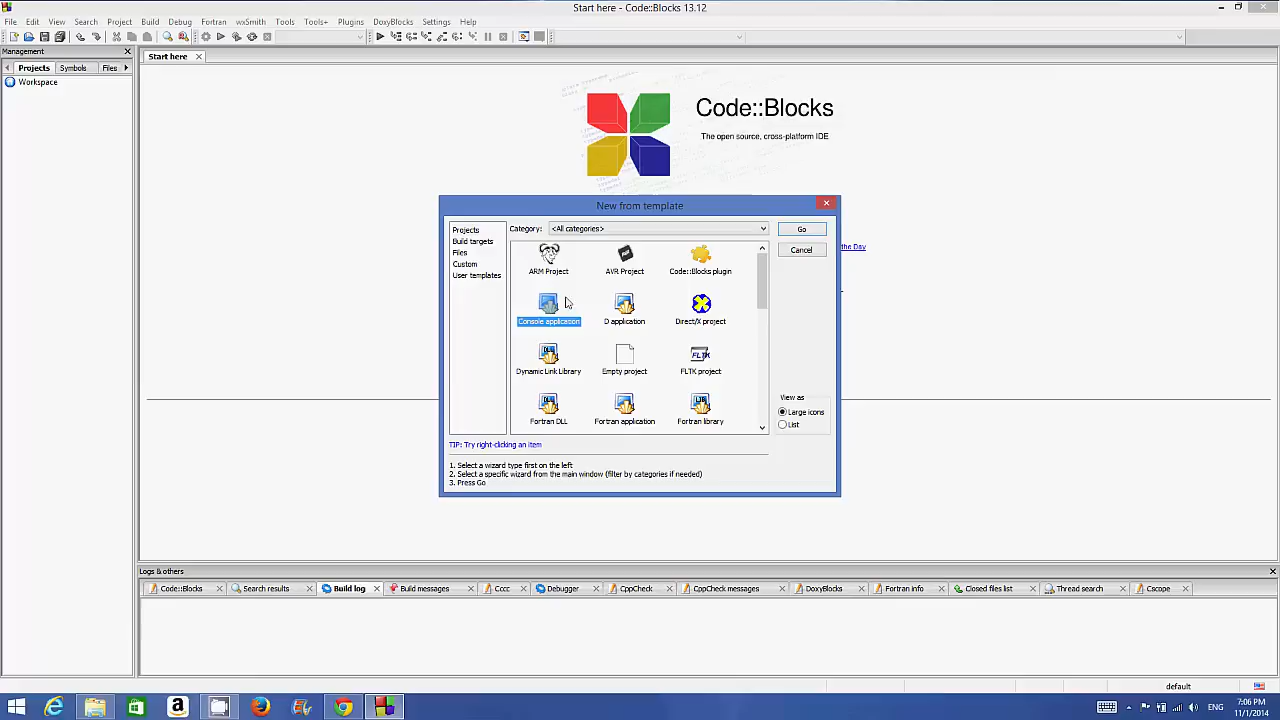 Start here - Code::Blocks 13.12
File Edit View Search Project Build Debug Fortran wxSmith Tools Tools+ Plugins DoxyBlocks Settings Help
Management
Projects Symbols Files
Workspace
Start here
Code::Blocks
The open source, cross-platform IDE
the Day
New from template
Projects
Build targets
Files
Custom
User templates
Category: <All categories>
Go
Cancel
ARM Project AVR Project Code::Blocks plugin
Console application D application Direct/X project
Dynamic Link Library Empty project FLTK project
Fortran DLL Fortran application Fortran library
View as
Large icons
List
TIP: Try right-clicking an item
1. Select a wizard type first on the left
2. Select a specific wizard from the main window (filter by categories if needed)
3. Press Go
Logs & others
Code::Blocks Search results Build log Build messages Cccc Debugger CppCheck CppCheck messages DoxyBlocks Fortran info Closed files list Thread search Cscope
default
ENG
7:06 PM
11/1/2014